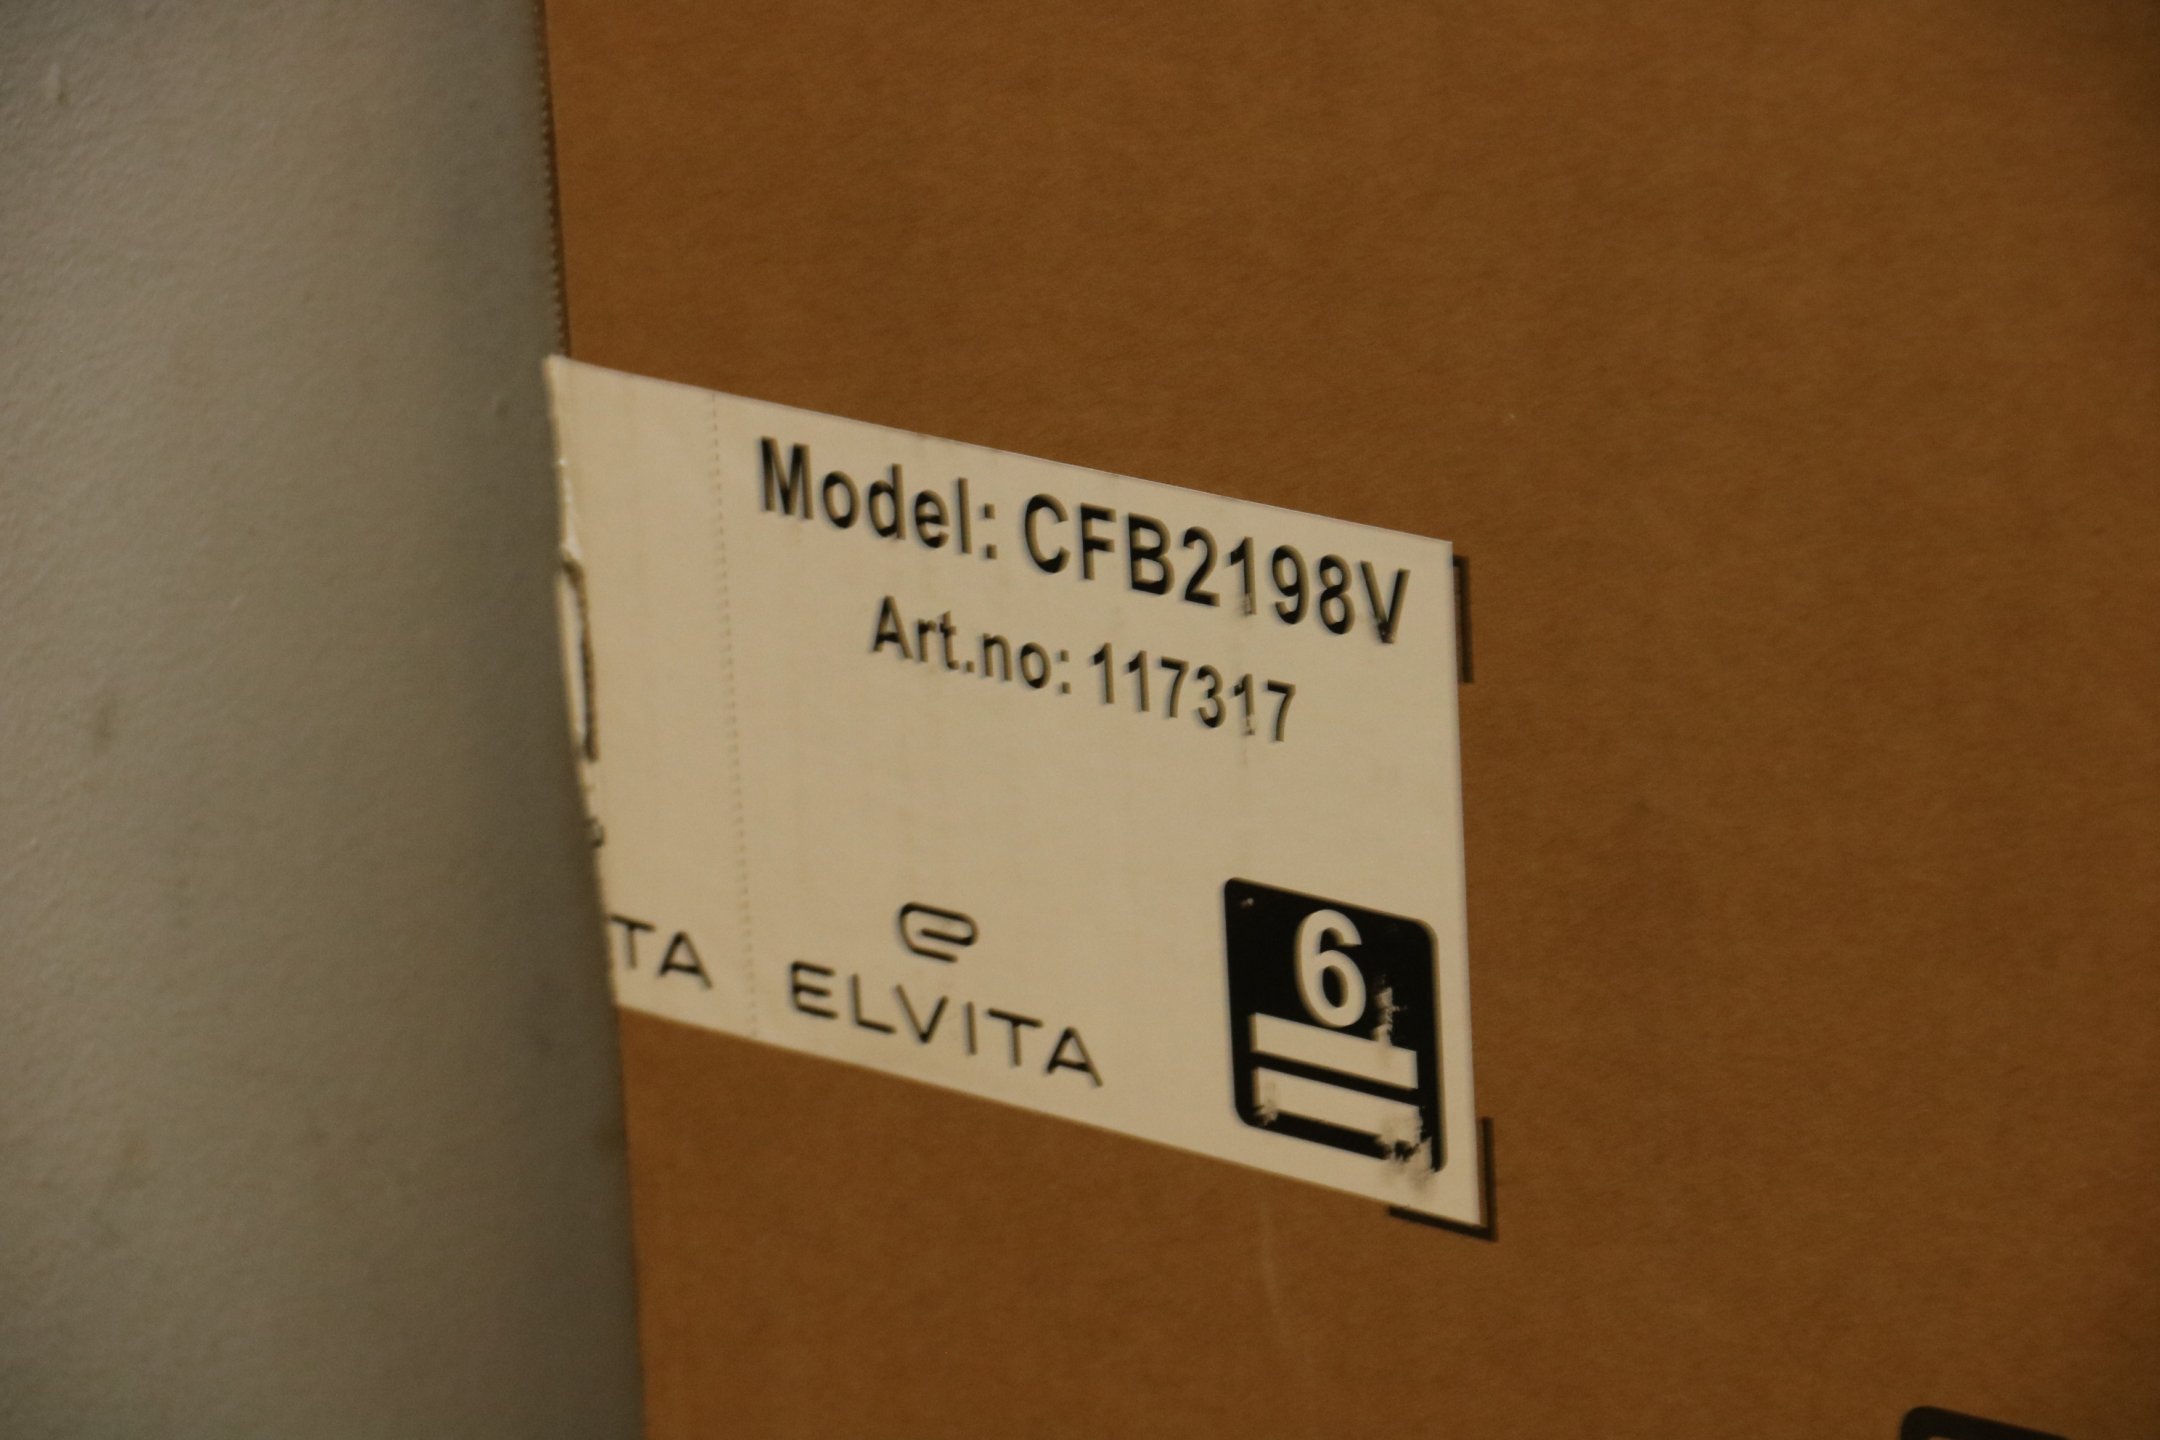 Model: CFB2198V
Art.no: 117317
TA
ELVITA
6